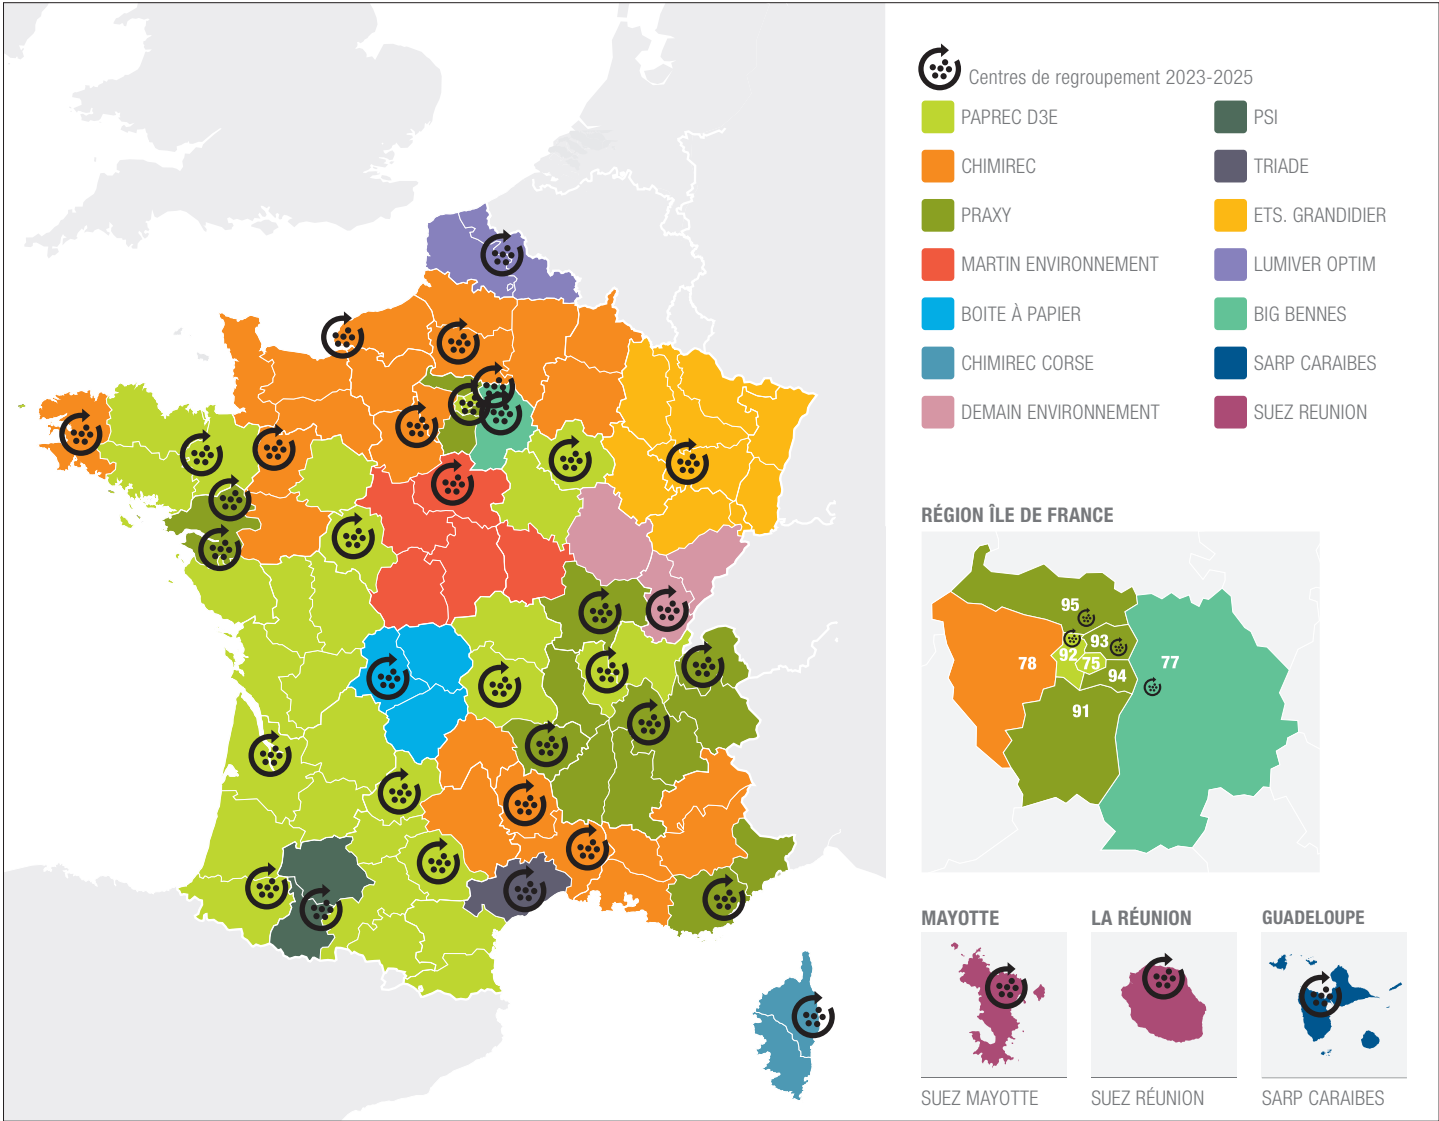 Centres de regroupement 2023-2025
PAPREC D3E
PSI
CHIMIREC
TRIADE
PRAXY
ETS. GRANDIDIER
MARTIN ENVIRONNEMENT
LUMIVER OPTIM
BOITE À PAPIER
BIG BENNES
CHIMIREC CORSE
SARP CARAIBES
DEMAIN ENVIRONNEMENT
SUEZ REUNION
RÉGION ÎLE DE FRANCE
95
93
92
75
78
77
94
91
MAYOTTE
LA RÉUNION
GUADELOUPE
SUEZ MAYOTTE
SUEZ RÉUNION
SARP CARAIBES